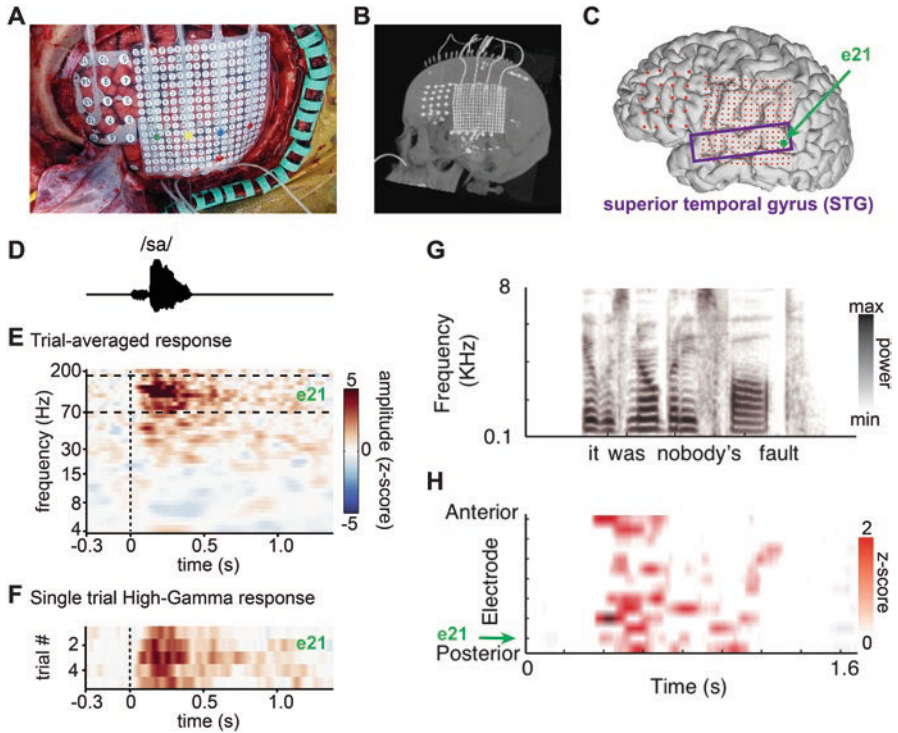 A
B
C
e21
superior temporal gyrus (STG)
D
/sa/
E Trial-averaged response
frequency (Hz)
200
70
30
15
8
4
e21
-0.3 0 0.5 1.0
time (s)
5
0
-5
amplitude (z-score)
F Single trial High-Gamma response
trial #
2
4
e21
-0.3 0 0.5 1.0
time (s)
G
Frequency
(KHz)
8
0.1
it was nobody's fault
max
min
power
H
Anterior
Electrode
e21
Posterior
0 1.6
Time (s)
2
0
z-score